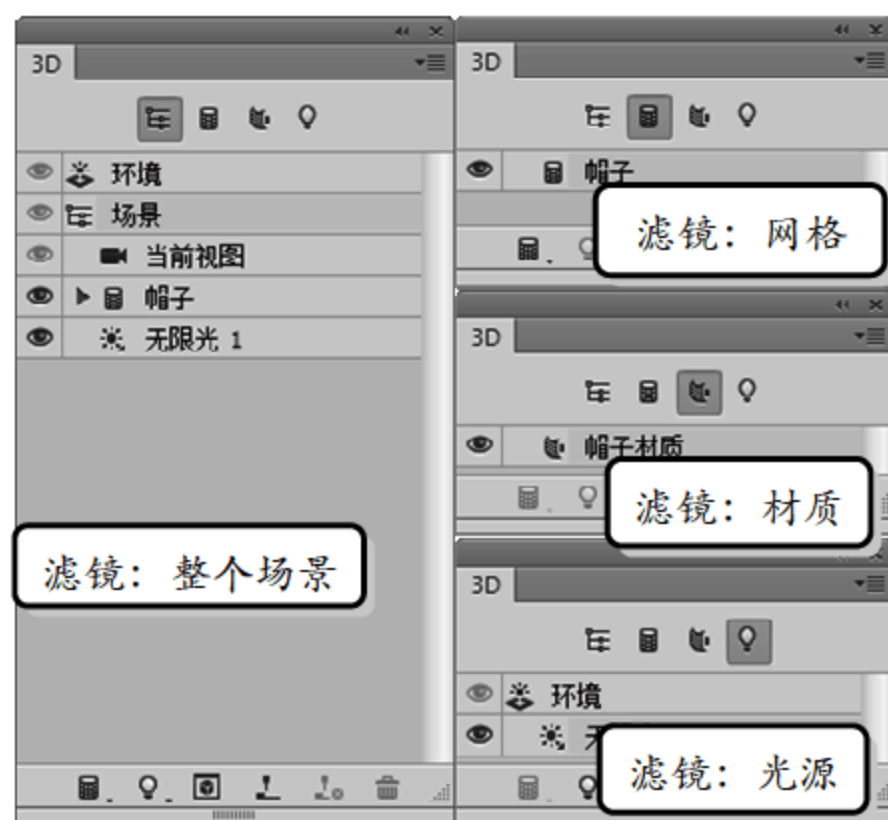 3D
环境
场景
当前视图
帽子
无限光 1
滤镜：整个场景
3D
帽子
滤镜：网格
3D
帽子材质
滤镜：材质
3D
环境
滤镜：光源